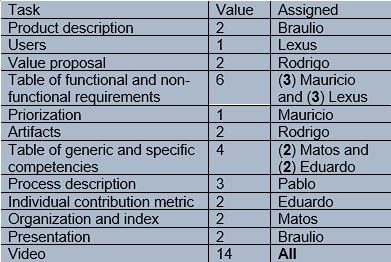 Task Value Assigned
Product description 2 Braulio
Users 1 Lexus
Value proposal 2 Rodrigo
Table of functional and non- 6 (3) Mauricio
functional requirements and (3) Lexus
Priorization 1 Mauricio
Artifacts 2 Rodrigo
Table of generic and specific 4 (2) Matos and
competencies (2) Eduardo
Process description 3 Pablo
Individual contribution metric 2 Eduardo
Organization and index 2 Matos
Presentation 2 Braulio
Video 14 All